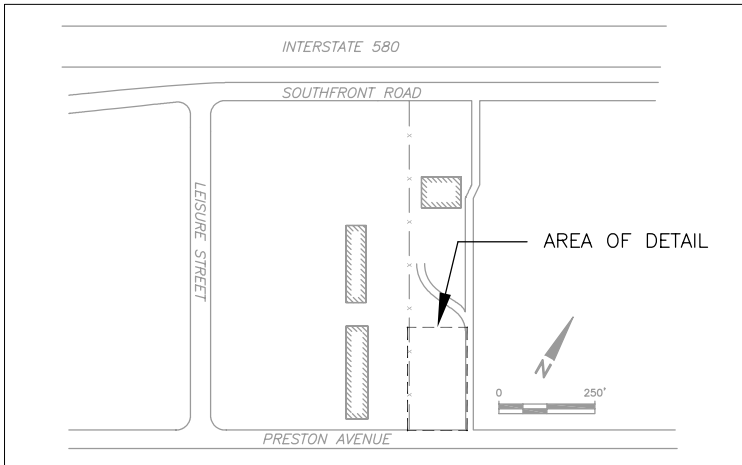 INTERSTATE 580
SOUTHFRONT ROAD
LEISURE STREET
AREA OF DETAIL
N
0 250'
PRESTON AVENUE